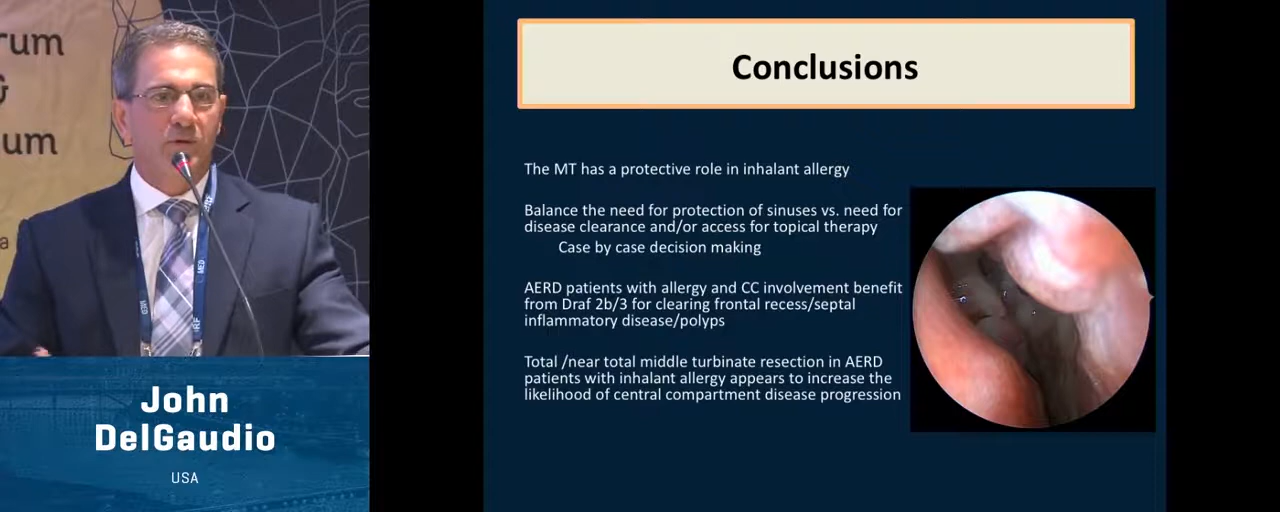 rum
&
um
a
MED
IRF
John
DelGaudio
USA
Conclusions
The MT has a protective role in inhalant allergy
Balance the need for protection of sinuses vs. need for
disease clearance and/or access for topical therapy
Case by case decision making
AERD patients with allergy and CC involvement benefit
from Draf 2b/3 for clearing frontal recess/septal
inflammatory disease/polyps
Total /near total middle turbinate resection in AERD
patients with inhalant allergy appears to increase the
likelihood of central compartment disease progression